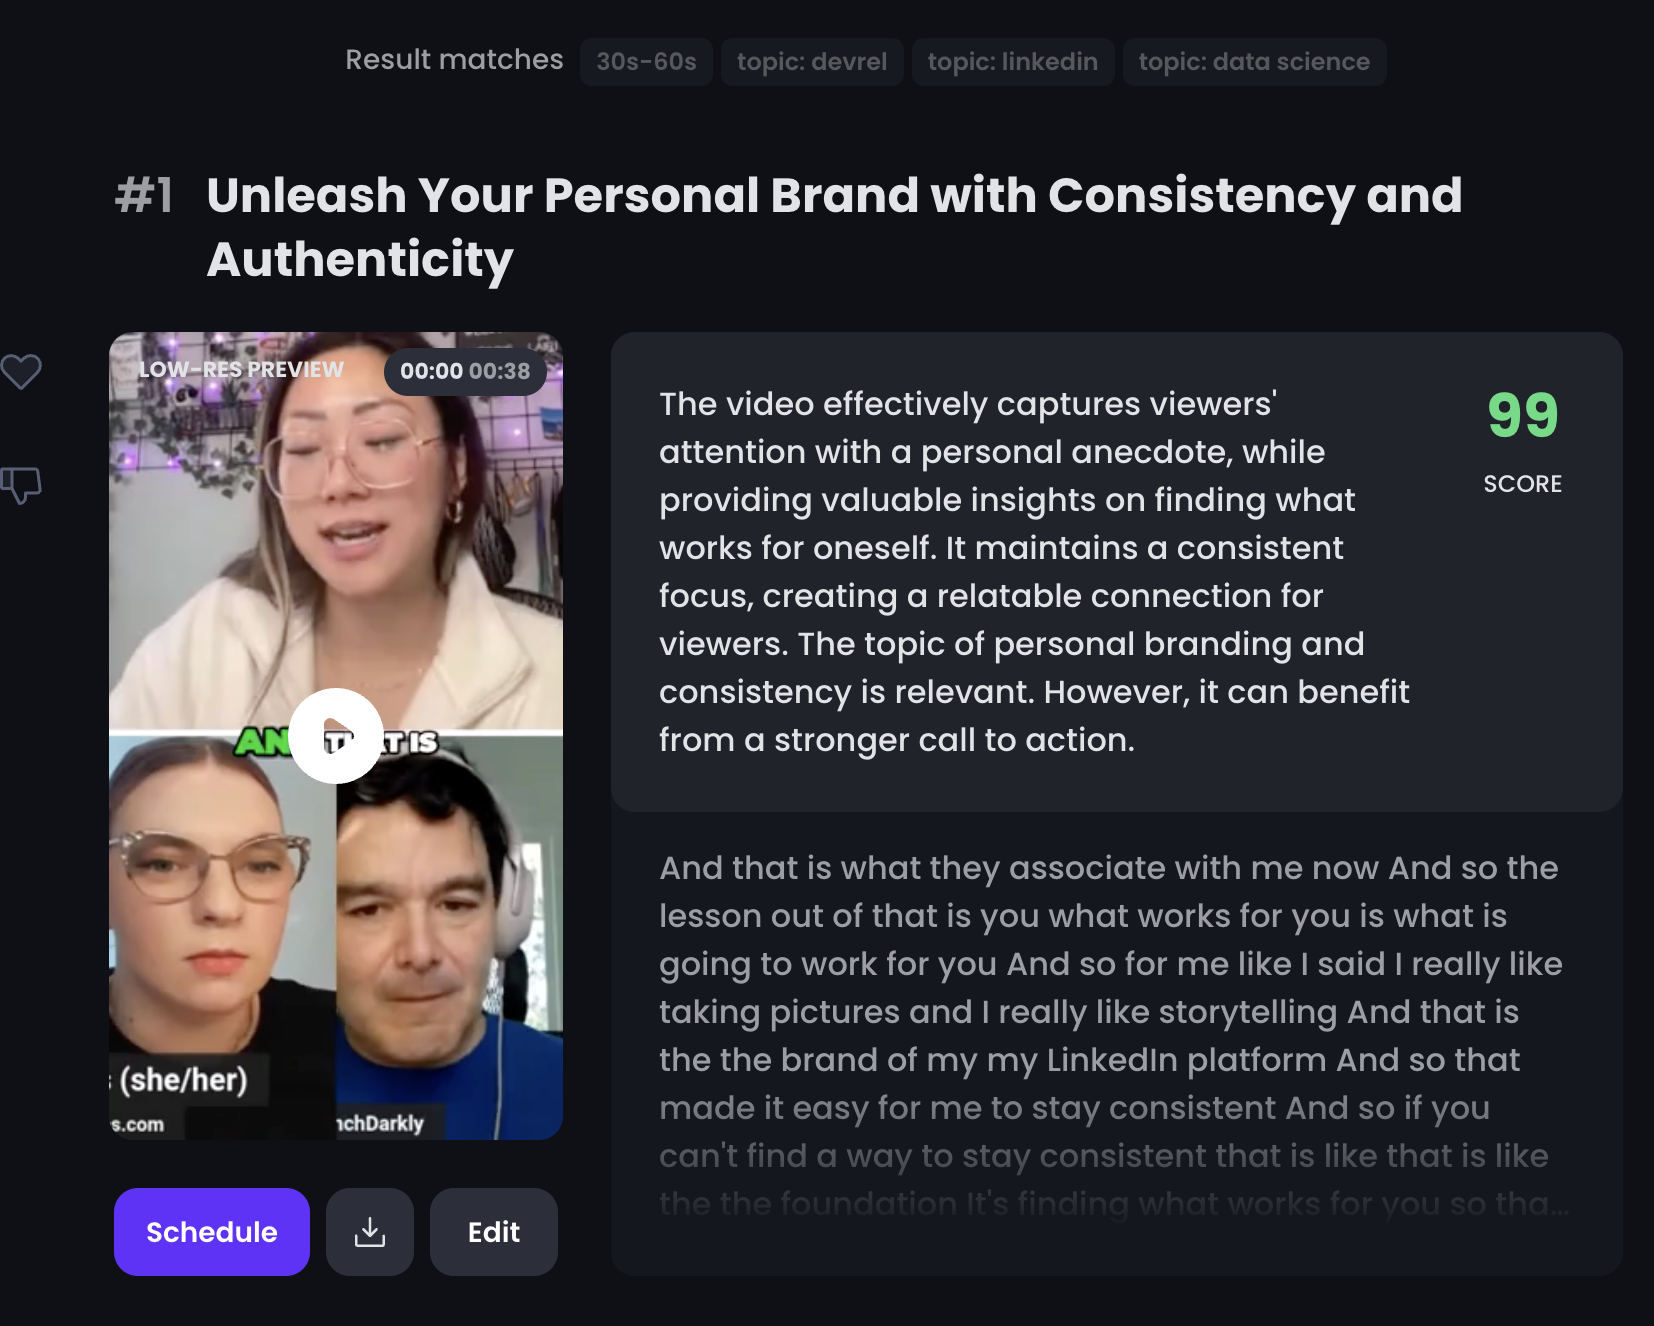 Result matches 30s-60s topic: devrel topic: linkedin topic: data science
#1 Unleash Your Personal Brand with Consistency and
Authenticity
LOW-RES PREVIEW 00:00 00:38
AN THAT IS
(she/her)
s.com
nchDarkly
Schedule Edit
The video effectively captures viewers'
attention with a personal anecdote, while
providing valuable insights on finding what
works for oneself. It maintains a consistent
focus, creating a relatable connection for
viewers. The topic of personal branding and
consistency is relevant. However, it can benefit
from a stronger call to action.
99
SCORE
And that is what they associate with me now And so the
lesson out of that is you what works for you is what is
going to work for you And so for me like I said I really like
taking pictures and I really like storytelling And that is
the the brand of my my LinkedIn platform And so that
made it easy for me to stay consistent And so if you
can't find a way to stay consistent that is like that is like
the the foundation It's finding what works for you so tha...